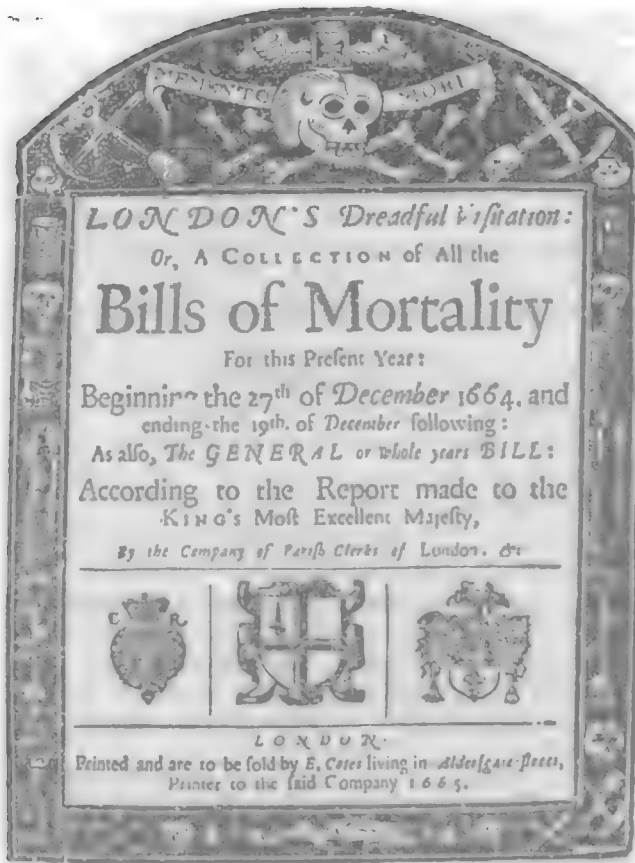 MEMENTO MORI
LONDON'S Dreadful Viſitation:
Or, A COLLECTION of All the
Bills of Mortality
For this Preſent Year:
Beginning the 27th of December 1664. and
ending the 19th. of December following:
As alſo, The GENERAL or whole years BILL:
According to the Report made to the
KING'S Moſt Excellent Majeſty,
By the Company of Pariſh Clerks of London. &c
C R
LONDON
Printed and are to be ſold by E. Cotes living in Alderſgate-ſtreet,
Printer to the ſaid Company 1665.